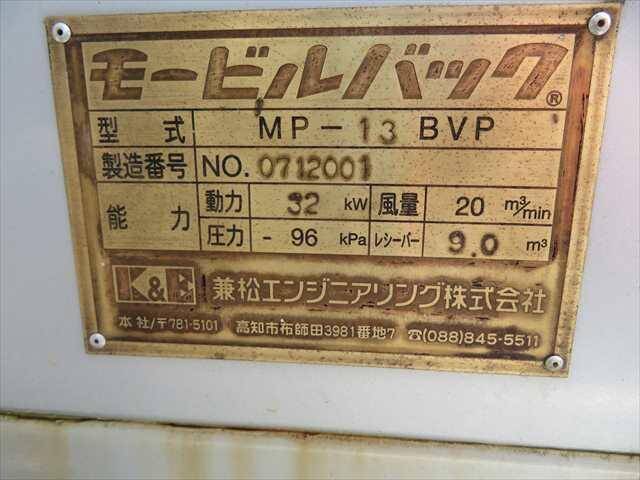 モービルバック®
型式 MP-13 BVP
製造番号 NO. 0712001
能力 動力 32 kW 風量 20 m³/min
圧力 - 96 kPa レシーバー 9.0 m³
K&E 兼松エンジニアリング株式会社
本社/〒781-5101 高知市布師田3981番地7 ☎(088)845-5511